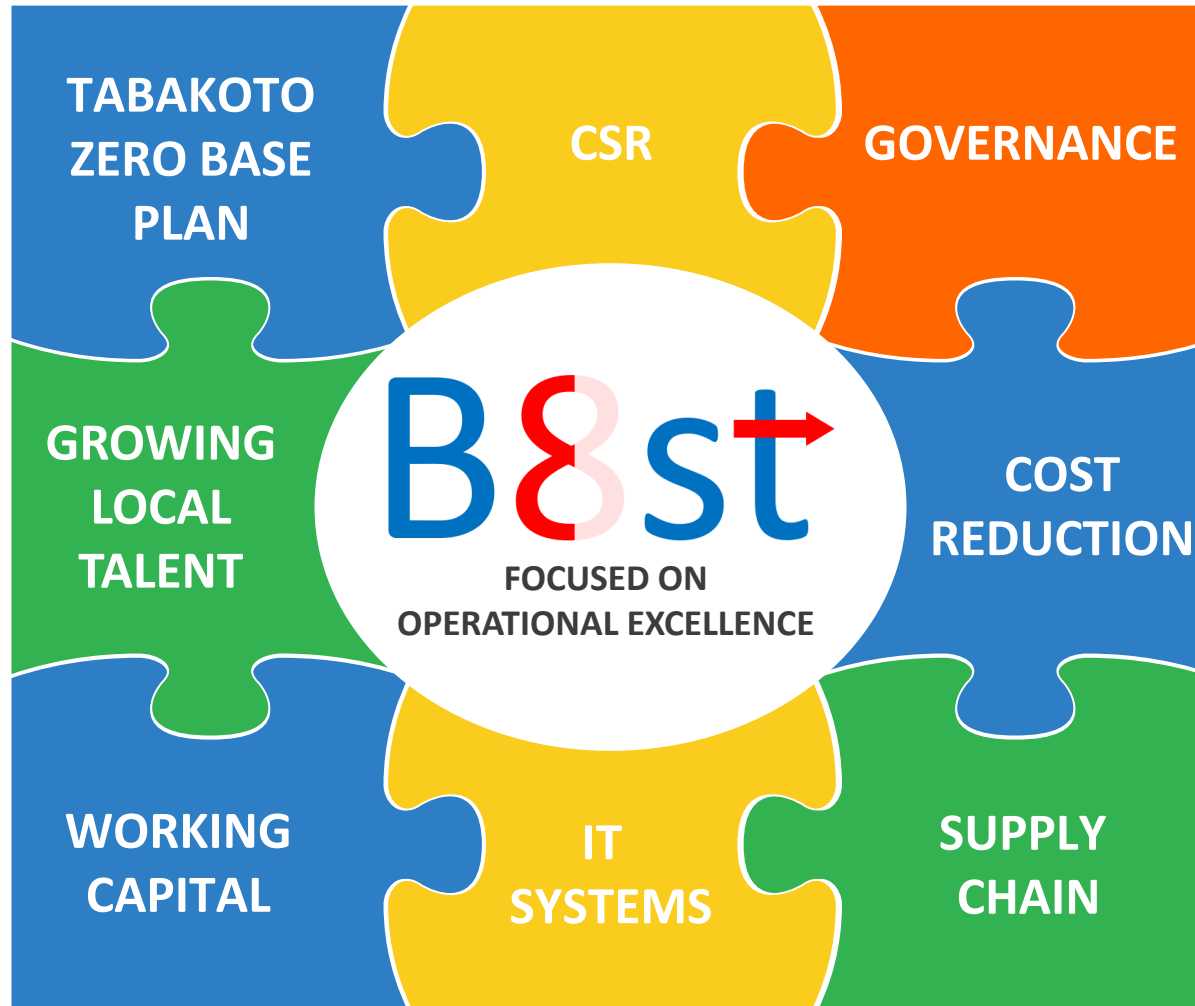 TABAKOTO
ZERO BASE
PLAN
CSR
GOVERNANCE
GROWING
LOCAL
TALENT
B8st
FOCUSED ON
OPERATIONAL EXCELLENCE
COST
REDUCTION
WORKING
CAPITAL
IT
SYSTEMS
SUPPLY
CHAIN